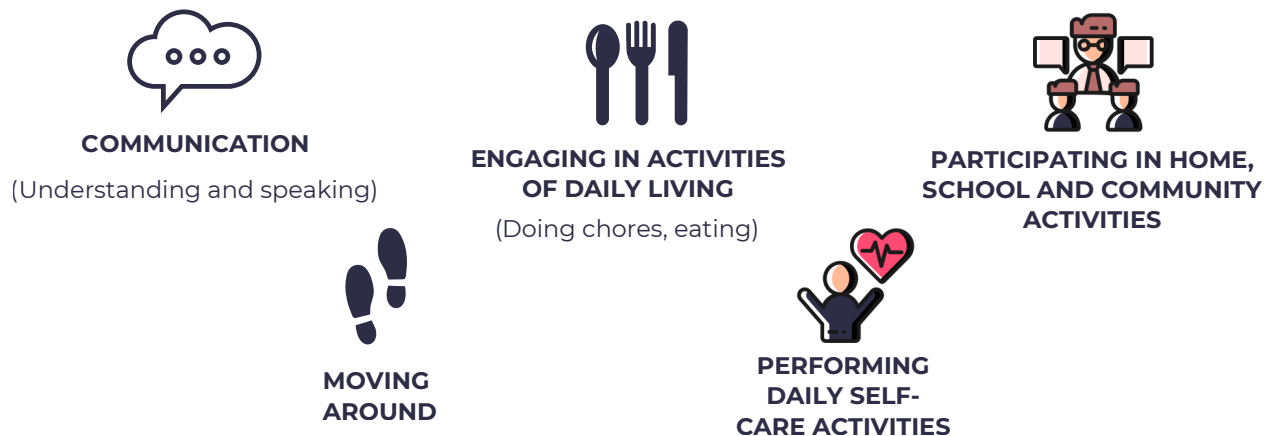 COMMUNICATION
(Understanding and speaking)
ENGAGING IN ACTIVITIES
OF DAILY LIVING
(Doing chores, eating)
PARTICIPATING IN HOME,
SCHOOL AND COMMUNITY
ACTIVITIES
MOVING
AROUND
PERFORMING
DAILY SELF-
CARE ACTIVITIES